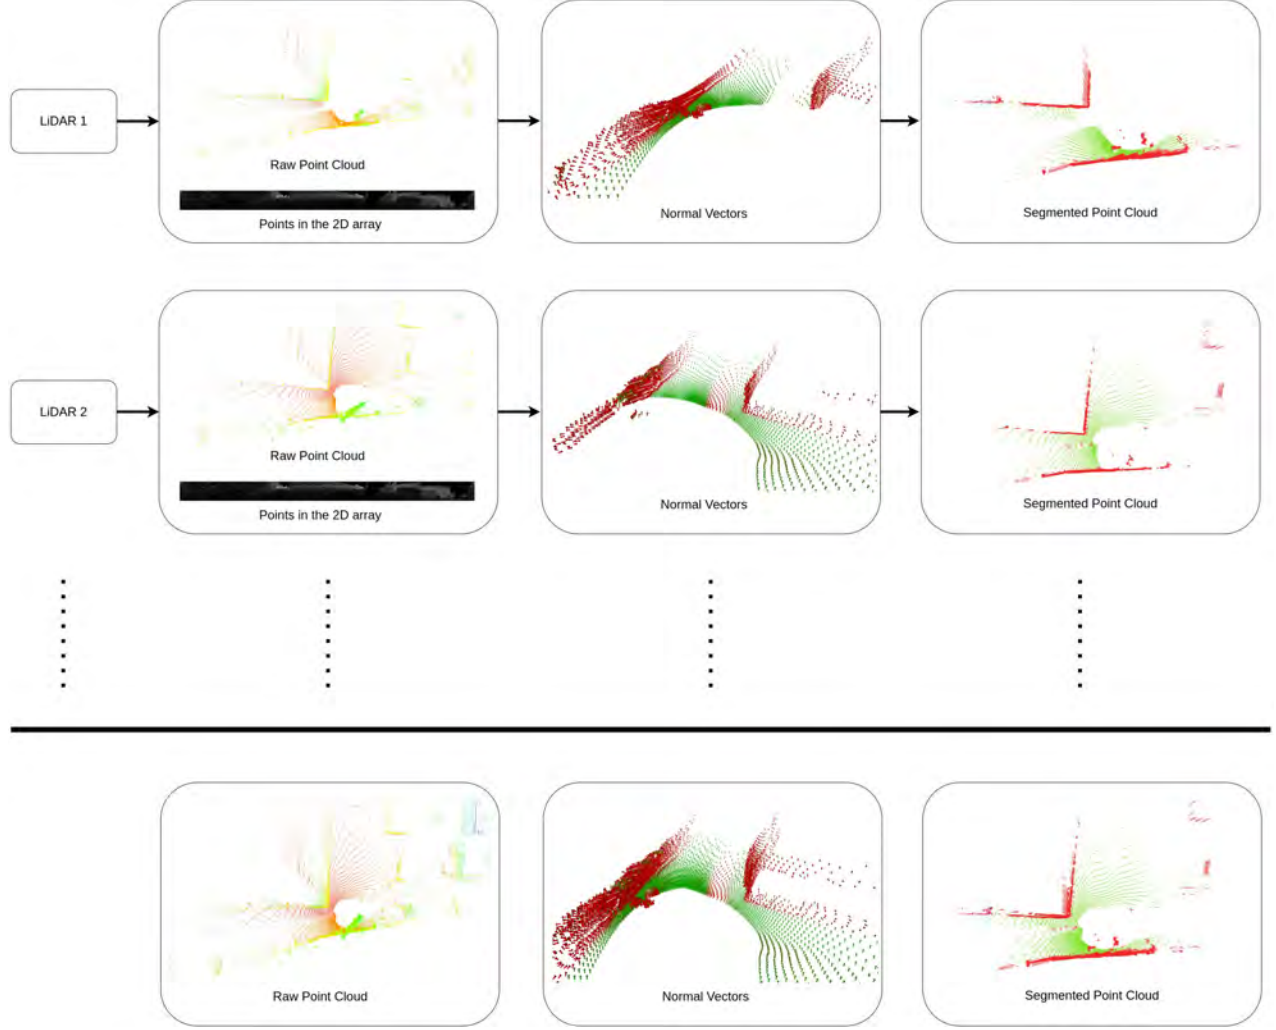 LiDAR 1
Raw Point Cloud
Points in the 2D array
Normal Vectors
Segmented Point Cloud
LiDAR 2
Raw Point Cloud
Points in the 2D array
Normal Vectors
Segmented Point Cloud
Raw Point Cloud
Normal Vectors
Segmented Point Cloud